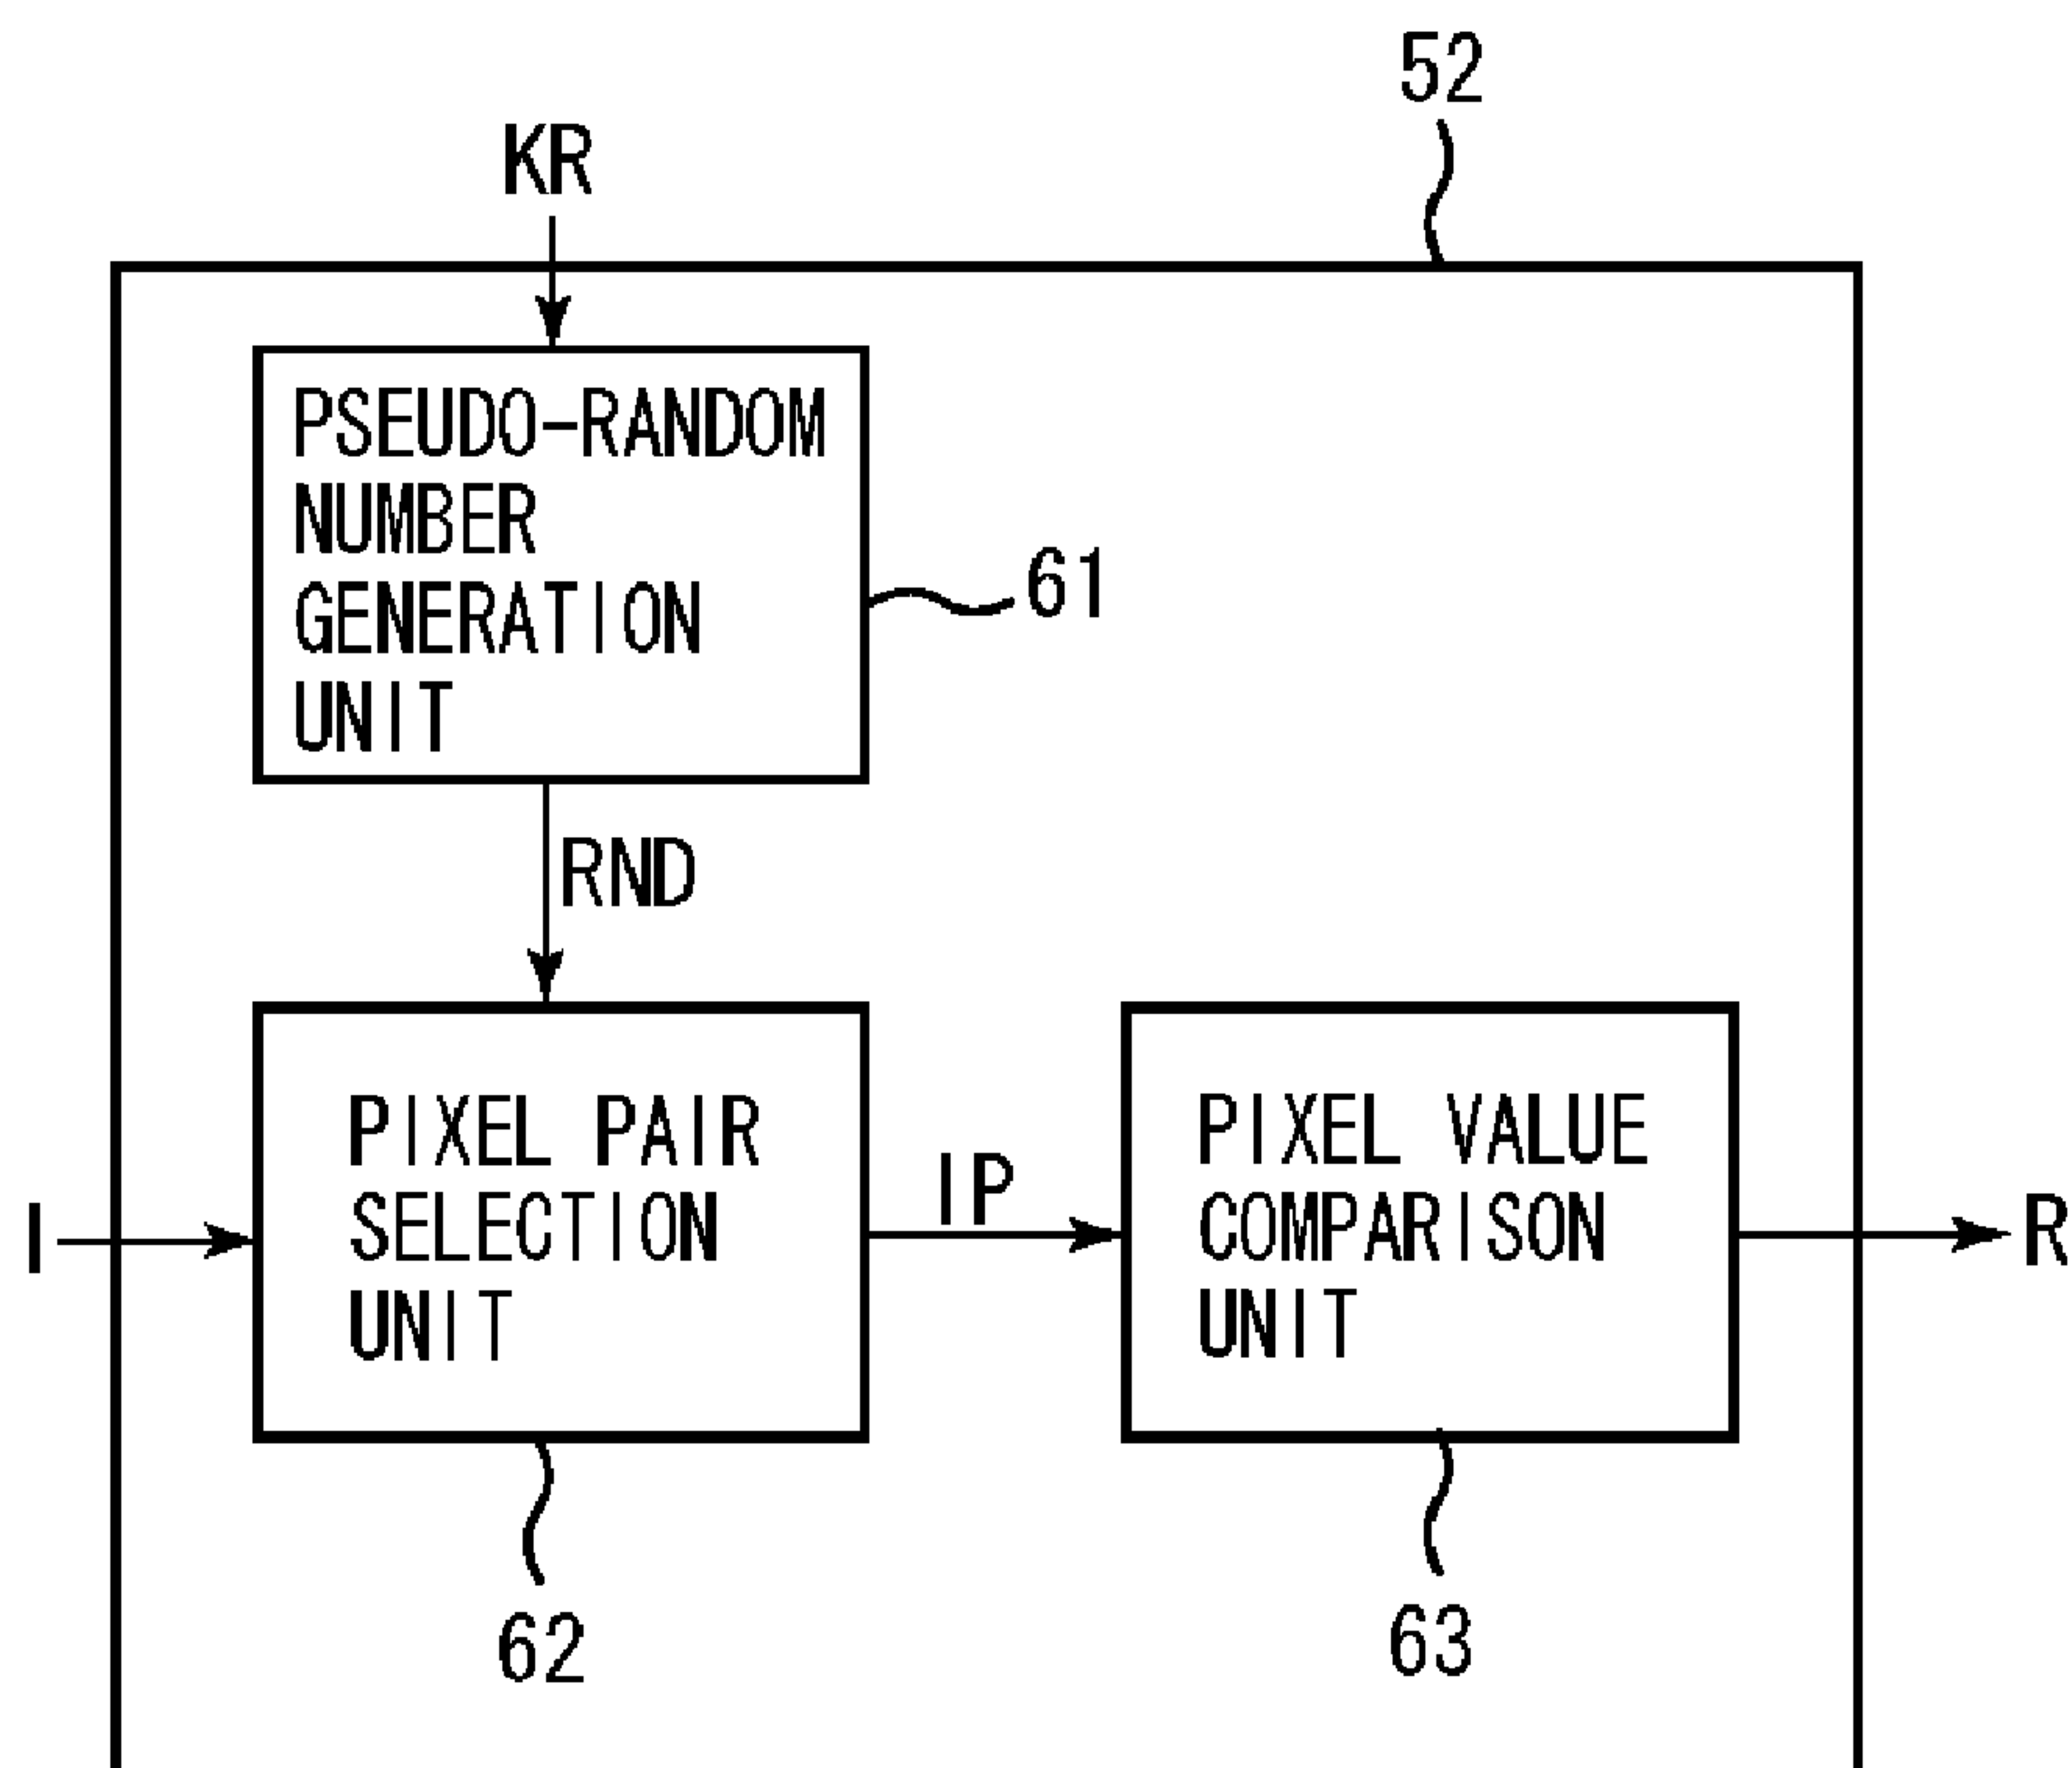 52
KR
PSEUDO-RANDOM
NUMBER
GENERATION
UNIT
61
RND
PIXEL PAIR
SELECTION
UNIT
I
IP
PIXEL VALUE
COMPARISON
UNIT
R
62
63